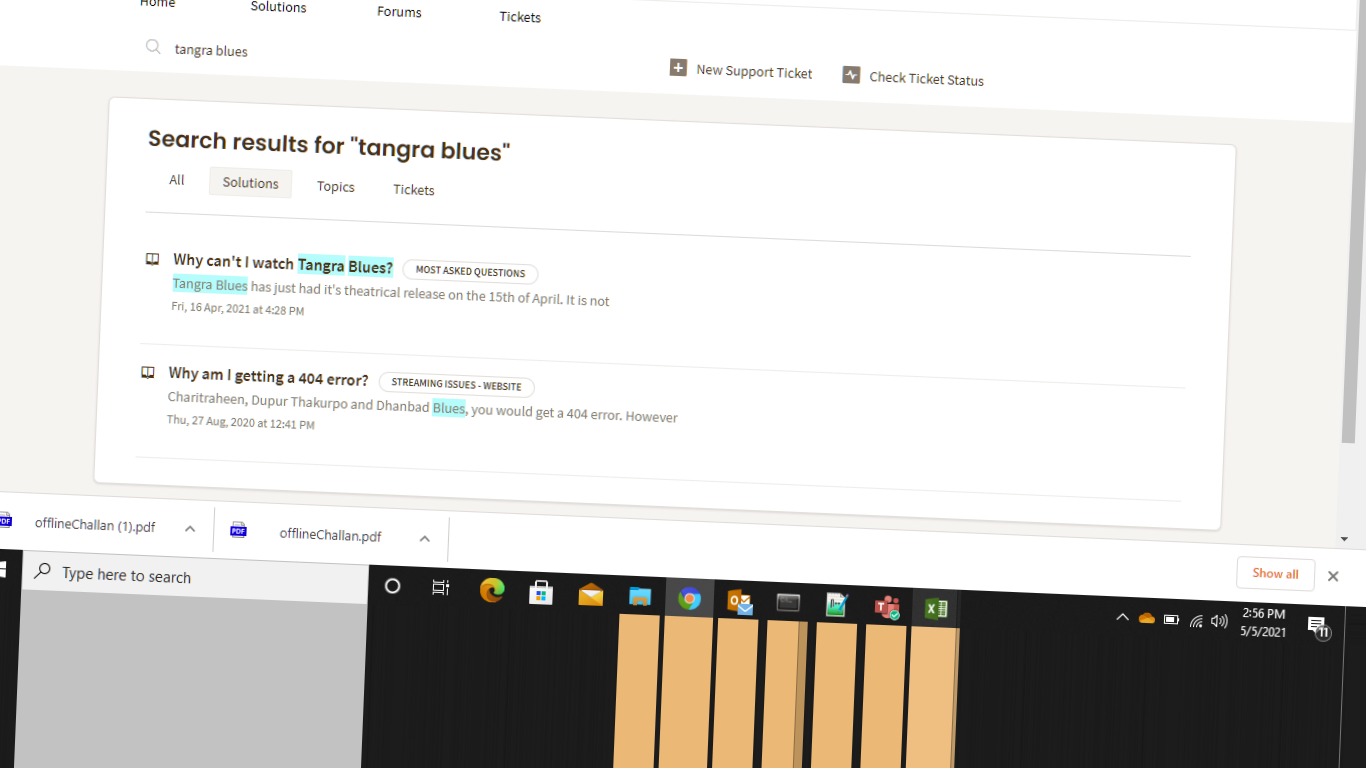 Home Solutions Forums Tickets
tangra blues
New Support Ticket Check Ticket Status
Search results for "tangra blues"
All Solutions Topics Tickets
Why can't I watch Tangra Blues? MOST ASKED QUESTIONS
Tangra Blues has just had it's theatrical release on the 15th of April. It is not
Fri, 16 Apr, 2021 at 4:28 PM
Why am I getting a 404 error? STREAMING ISSUES - WEBSITE
Charitraheen, Dupur Thakurpo and Dhanbad Blues, you would get a 404 error. However
Thu, 27 Aug, 2020 at 12:41 PM
PDF offlineChallan (1).pdf PDF offlineChallan.pdf
Show all
Type here to search
2:56 PM
5/5/2021
11